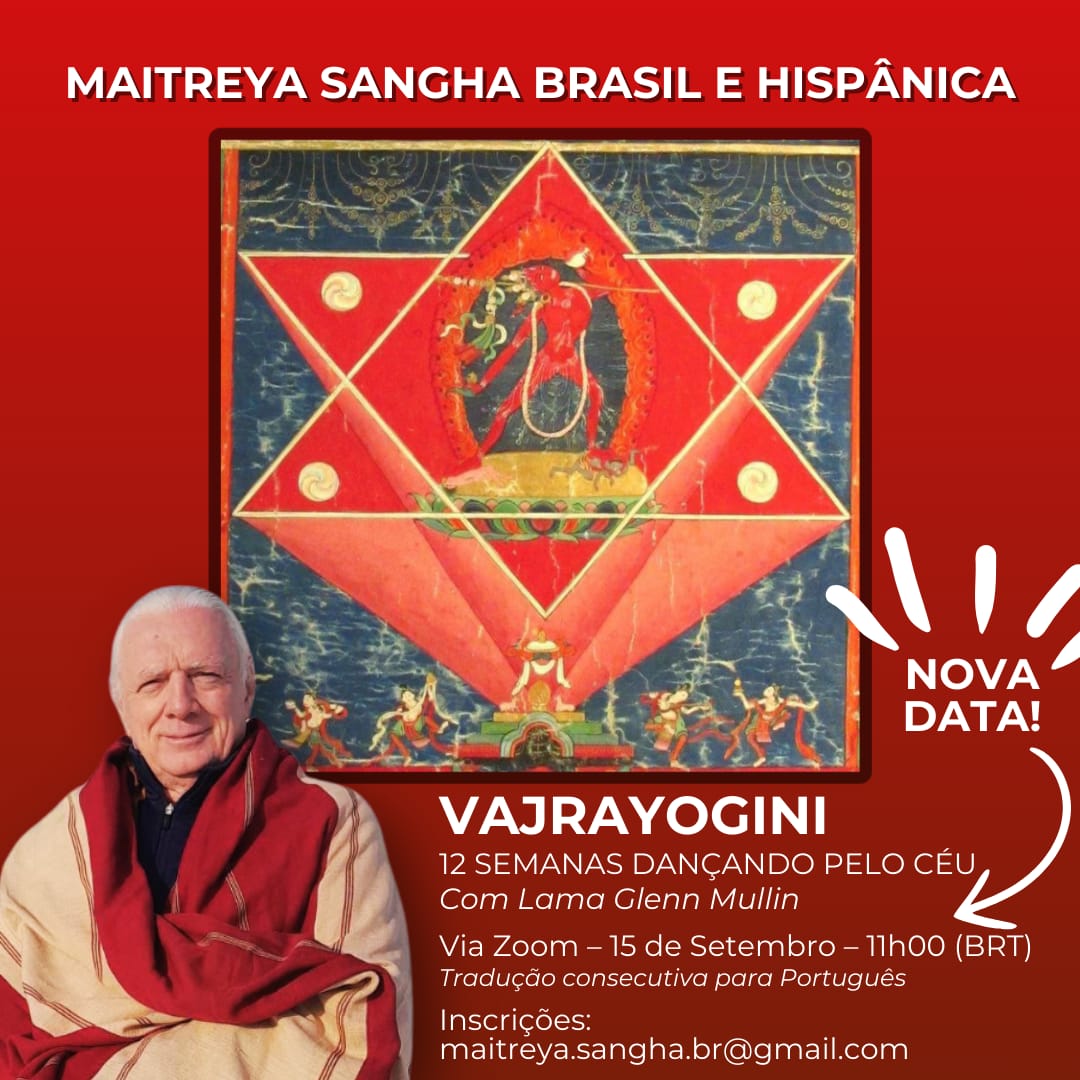 MAITREYA SANGHA BRASIL E HISPÂNICA
NOVA
DATA!
VAJRAYOGINI
12 SEMANAS DANÇANDO PELO CÉU
Com Lama Glenn Mullin
Via Zoom – 15 de Setembro – 11h00 (BRT)
Tradução consecutiva para Português
Inscrições:
maitreya.sangha.br@gmail.com